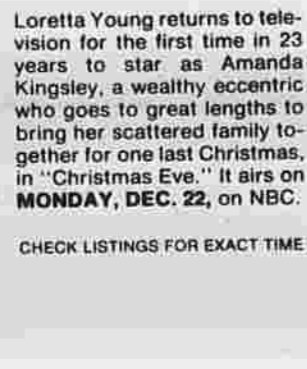 Loretta Young returns to tele-
vision for the first time in 23
years to star as Amanda
Kingsley, a wealthy eccentric
who goes to great lengths to
bring her scattered family to-
gether for one last Christmas,
in "Christmas Eve." It airs on
MONDAY, DEC. 22, on NBC.
CHECK LISTINGS FOR EXACT TIME